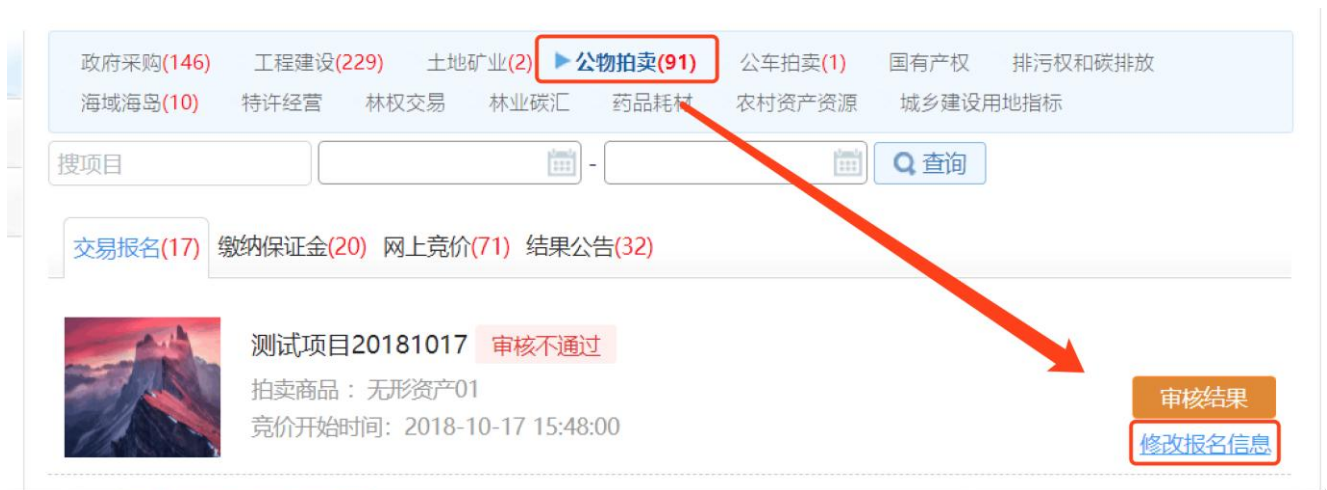 政府采购(146) 工程建设(229) 土地矿业(2) 公物拍卖(91) 公车拍卖(1) 国有产权 排污权和碳排放
海域海岛(10) 特许经营 林权交易 林业碳汇 药品耗材 农村资产资源 城乡建设用地指标
搜项目 - 查询
交易报名(17) 缴纳保证金(20) 网上竞价(71) 结果公告(32)
测试项目20181017 审核不通过
拍卖商品：无形资产01
审核结果
竞价开始时间：2018-10-17 15:48:00
修改报名信息